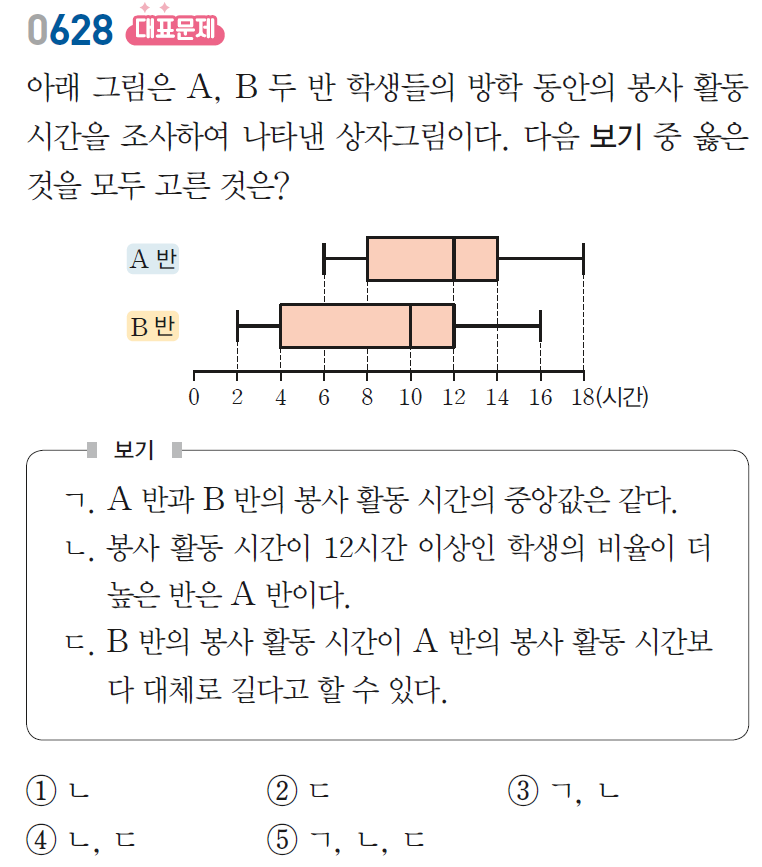 0628 대표문제
아래 그림은 A, B 두 반 학생들의 방학 동안의 봉사 활동
시간을 조사하여 나타낸 상자그림이다. 다음 보기 중 옳은
것을 모두 고른 것은?
A 반
B 반
0 2 4 6 8 10 12 14 16 18(시간)
보기
ㄱ. A 반과 B 반의 봉사 활동 시간의 중앙값은 같다.
ㄴ. 봉사 활동 시간이 12시간 이상인 학생의 비율이 더
높은 반은 A 반이다.
ㄷ. B 반의 봉사 활동 시간이 A 반의 봉사 활동 시간보
다 대체로 길다고 할 수 있다.
① ㄴ ② ㄷ ③ ㄱ, ㄴ
④ ㄴ, ㄷ ⑤ ㄱ, ㄴ, ㄷ